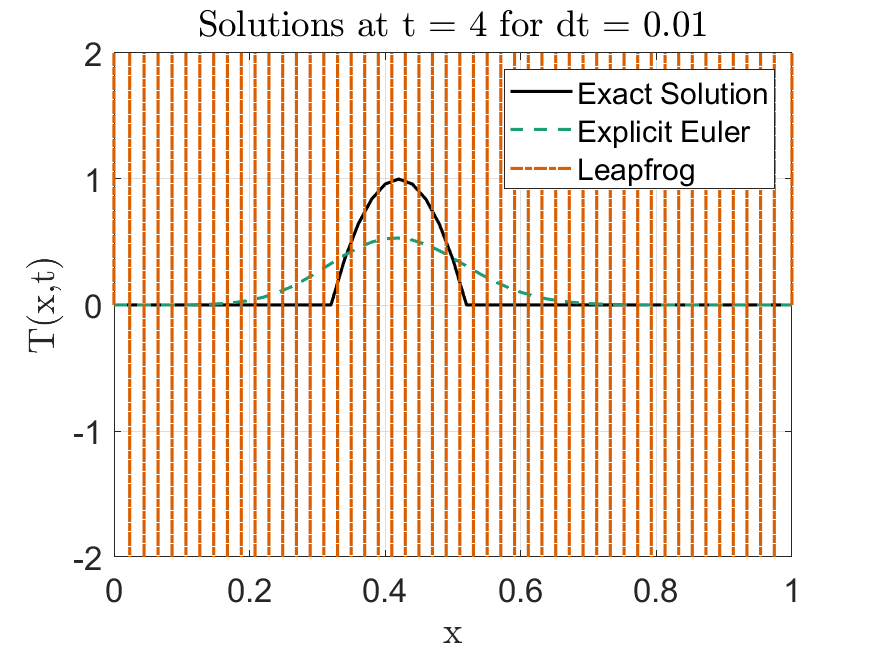 Solutions at t = 4 for dt = 0.01
Exact Solution
Explicit Euler
Leapfrog
2
1
0
-1
-2
T(x,t)
0 0.2 0.4 0.6 0.8 1
x